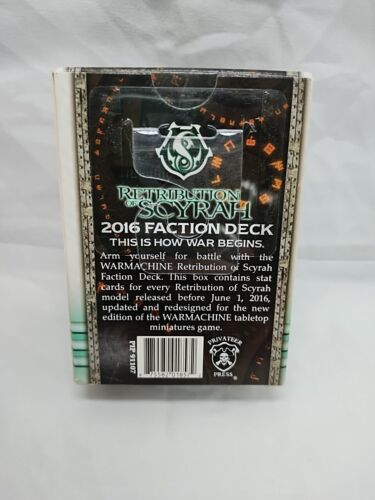 RETRIBUTION
OF SCYRAH
2016 FACTION DECK
THIS IS HOW WAR BEGINS.
Arm yourself for battle with the
WARMACHINE Retribution of Scyrah
Faction Deck. This box contains stat
cards for every Retribution of Scyrah
model released before June 1, 2016,
updated and redesigned for the new
edition of the WARMACHINE tabletop
miniatures game.
PIP 91107
PRIVATEER
PRESS